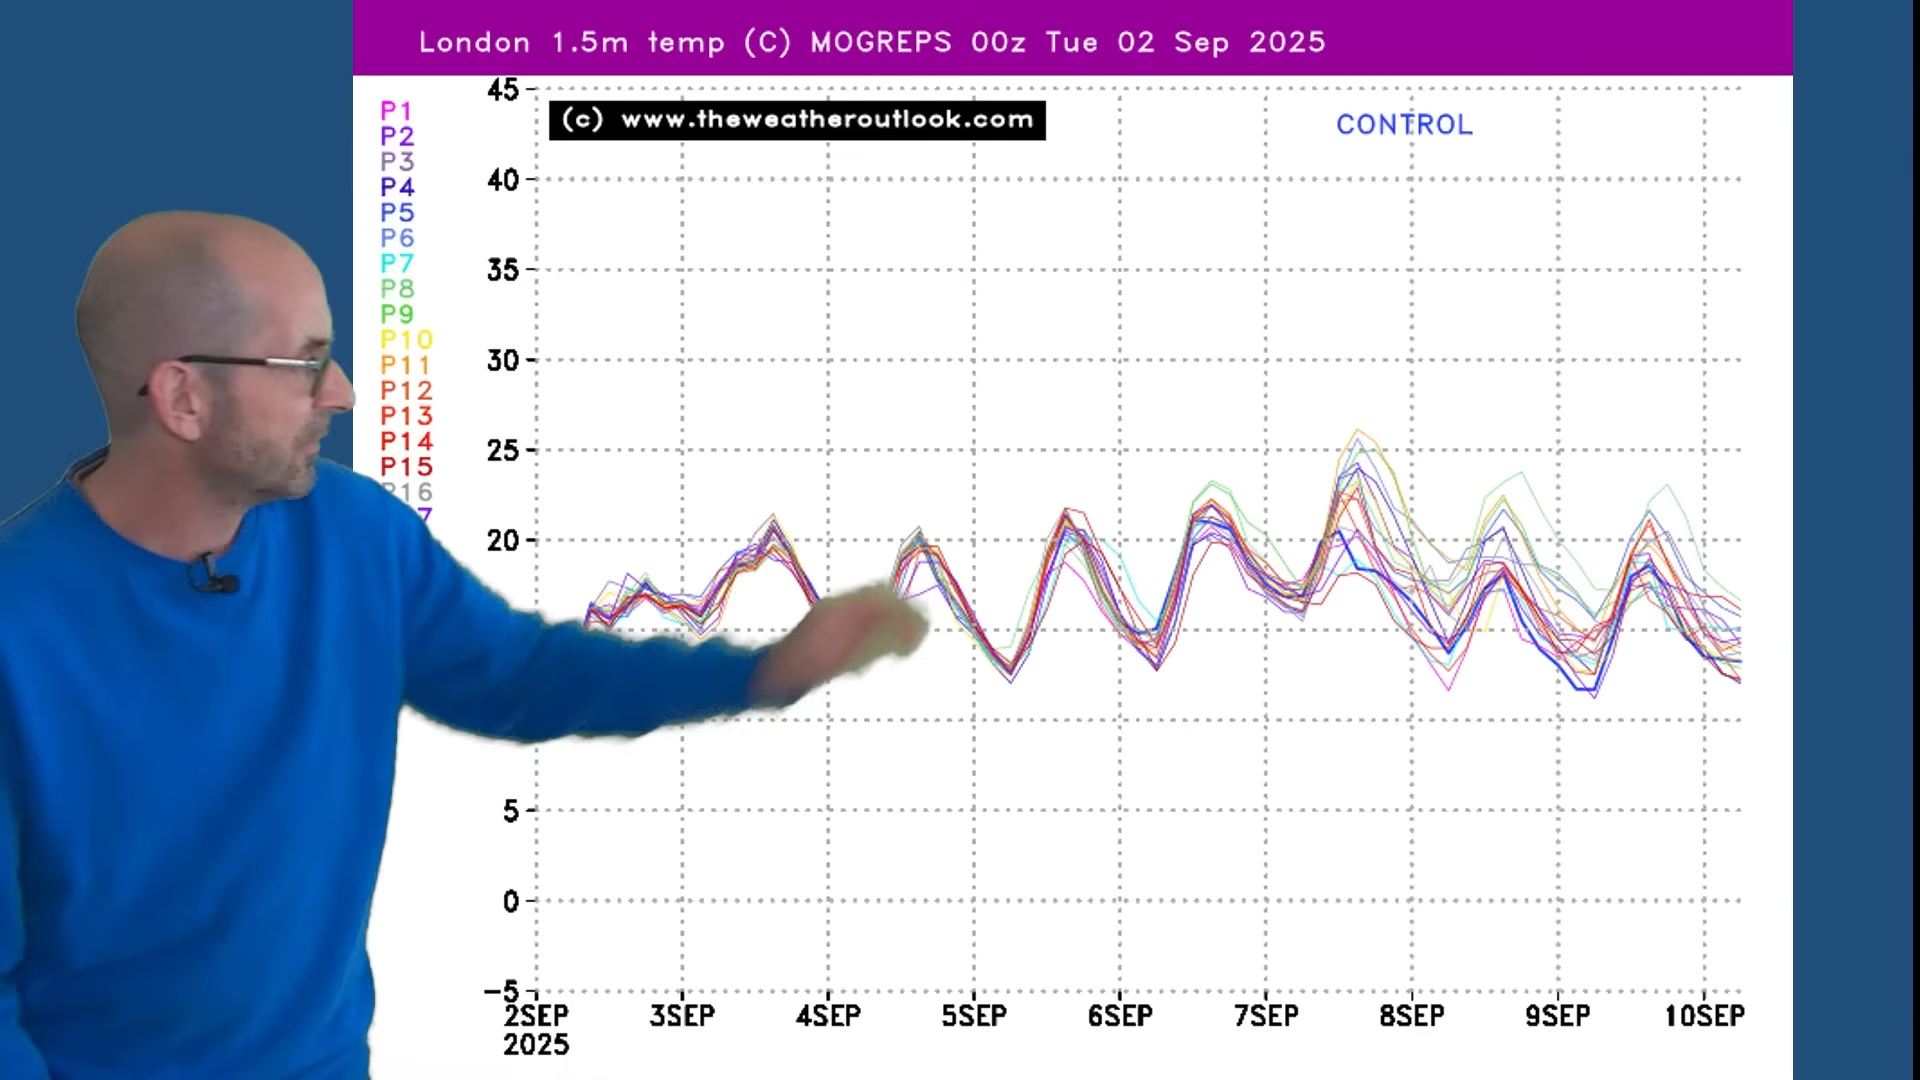 London 1.5m temp (C) MOGREPS 00z Tue 02 Sep 2025
(c) www.theweatheroutlook.com
CONTROL
P1
P2
P3
P4
P5
P6
P7
P8
P9
P10
P11
P12
P13
P14
P15
P16
7
45
40
35
30
25
20
5
0
-5
2SEP 3SEP 4SEP 5SEP 6SEP 7SEP 8SEP 9SEP 10SEP
2025